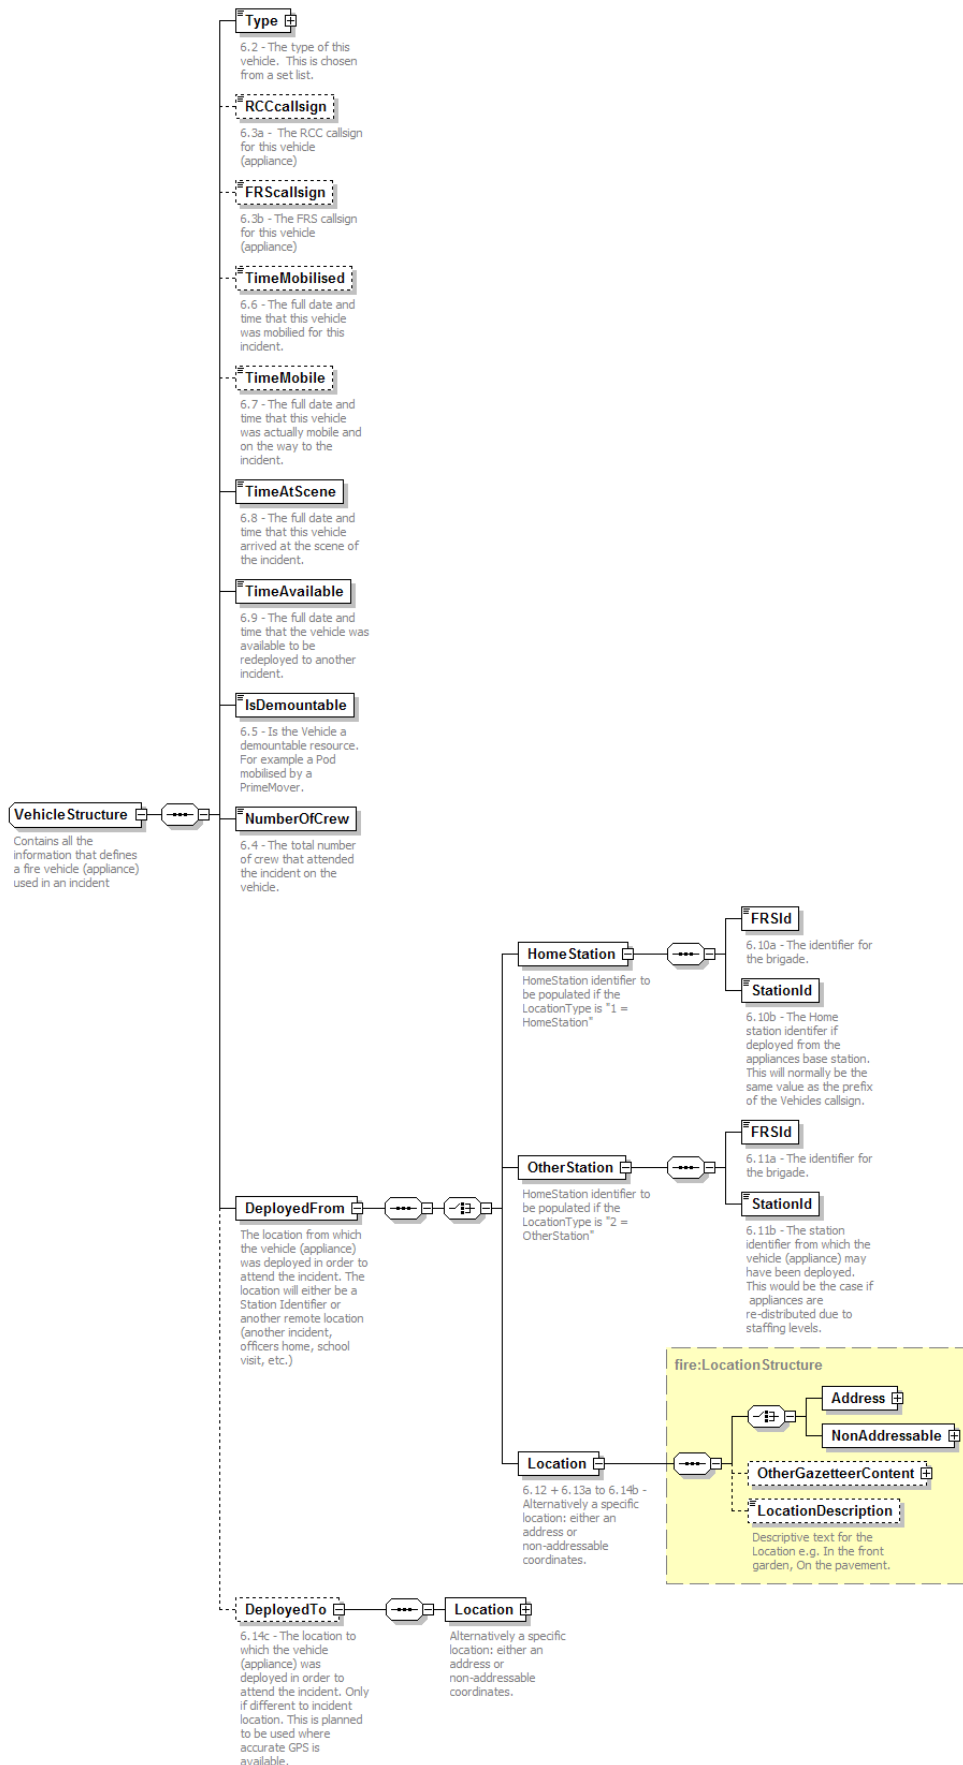 Type
6.2 - The type of this
vehicle.  This is chosen
from a set list.
RCCcallsign
6.3a -  The RCC callsign
for this vehicle
(appliance)
FRScallsign
6.3b - The FRS callsign
for this vehicle
(appliance)
TimeMobilised
6.6 - The full date and
time that this vehicle
was mobilied for this
incident.
TimeMobile
6.7 - The full date and
time that this vehicle
was actually mobile and
on the way to the
incident.
TimeAtScene
6.8 - The full date and
time that this vehicle
arrived at the scene of
the incident.
TimeAvailable
6.9 - The full date and
time that the vehicle was
available to be
redeployed to another
incident.
IsDemountable
6.5 - Is the Vehicle a
demountable resource.
For example a Pod
mobilised by a
PrimeMover.
VehicleStructure
Contains all the
information that defines
a fire vehicle (appliance)
used in an incident
NumberOfCrew
6.4 - The total number
of crew that attended
the incident on the
vehicle.
DeployedFrom
The location from which
the vehicle (appliance)
was deployed in order to
attend the incident. The
location will either be a
Station Identifier or
another remote location
(another incident,
officers home, school
visit, etc.)
HomeStation
HomeStation identifier to
be populated if the
LocationType is "1 =
HomeStation"
FRSId
6.10a - The identifier for
the brigade.
StationId
6.10b - The Home
station identifer if
deployed from the
appliances base station.
This will normally be the
same value as the prefix
of the Vehicles callsign.
OtherStation
HomeStation identifier to
be populated if the
LocationType is "2 =
OtherStation"
FRSId
6.11a - The identifier for
the brigade.
StationId
6.11b - The station
identifier from which the
vehicle (appliance) may
have been deployed.
This would be the case if
appliances are
re-distributed due to
staffing levels.
Location
6.12 + 6.13a to 6.14b -
Alternatively a specific
location: either an
address or
non-addressable
coordinates.
fire:LocationStructure
Address
NonAddressable
OtherGazetteerContent
LocationDescription
Descriptive text for the
Location e.g. In the front
garden, On the pavement.
DeployedTo
6.14c - The location to
which the vehicle
(appliance) was
deployed in order to
attend the incident. Only
if different to incident
location. This is planned
to be used where
accurate GPS is
available.
Location
Alternatively a specific
location: either an
address or
non-addressable
coordinates.